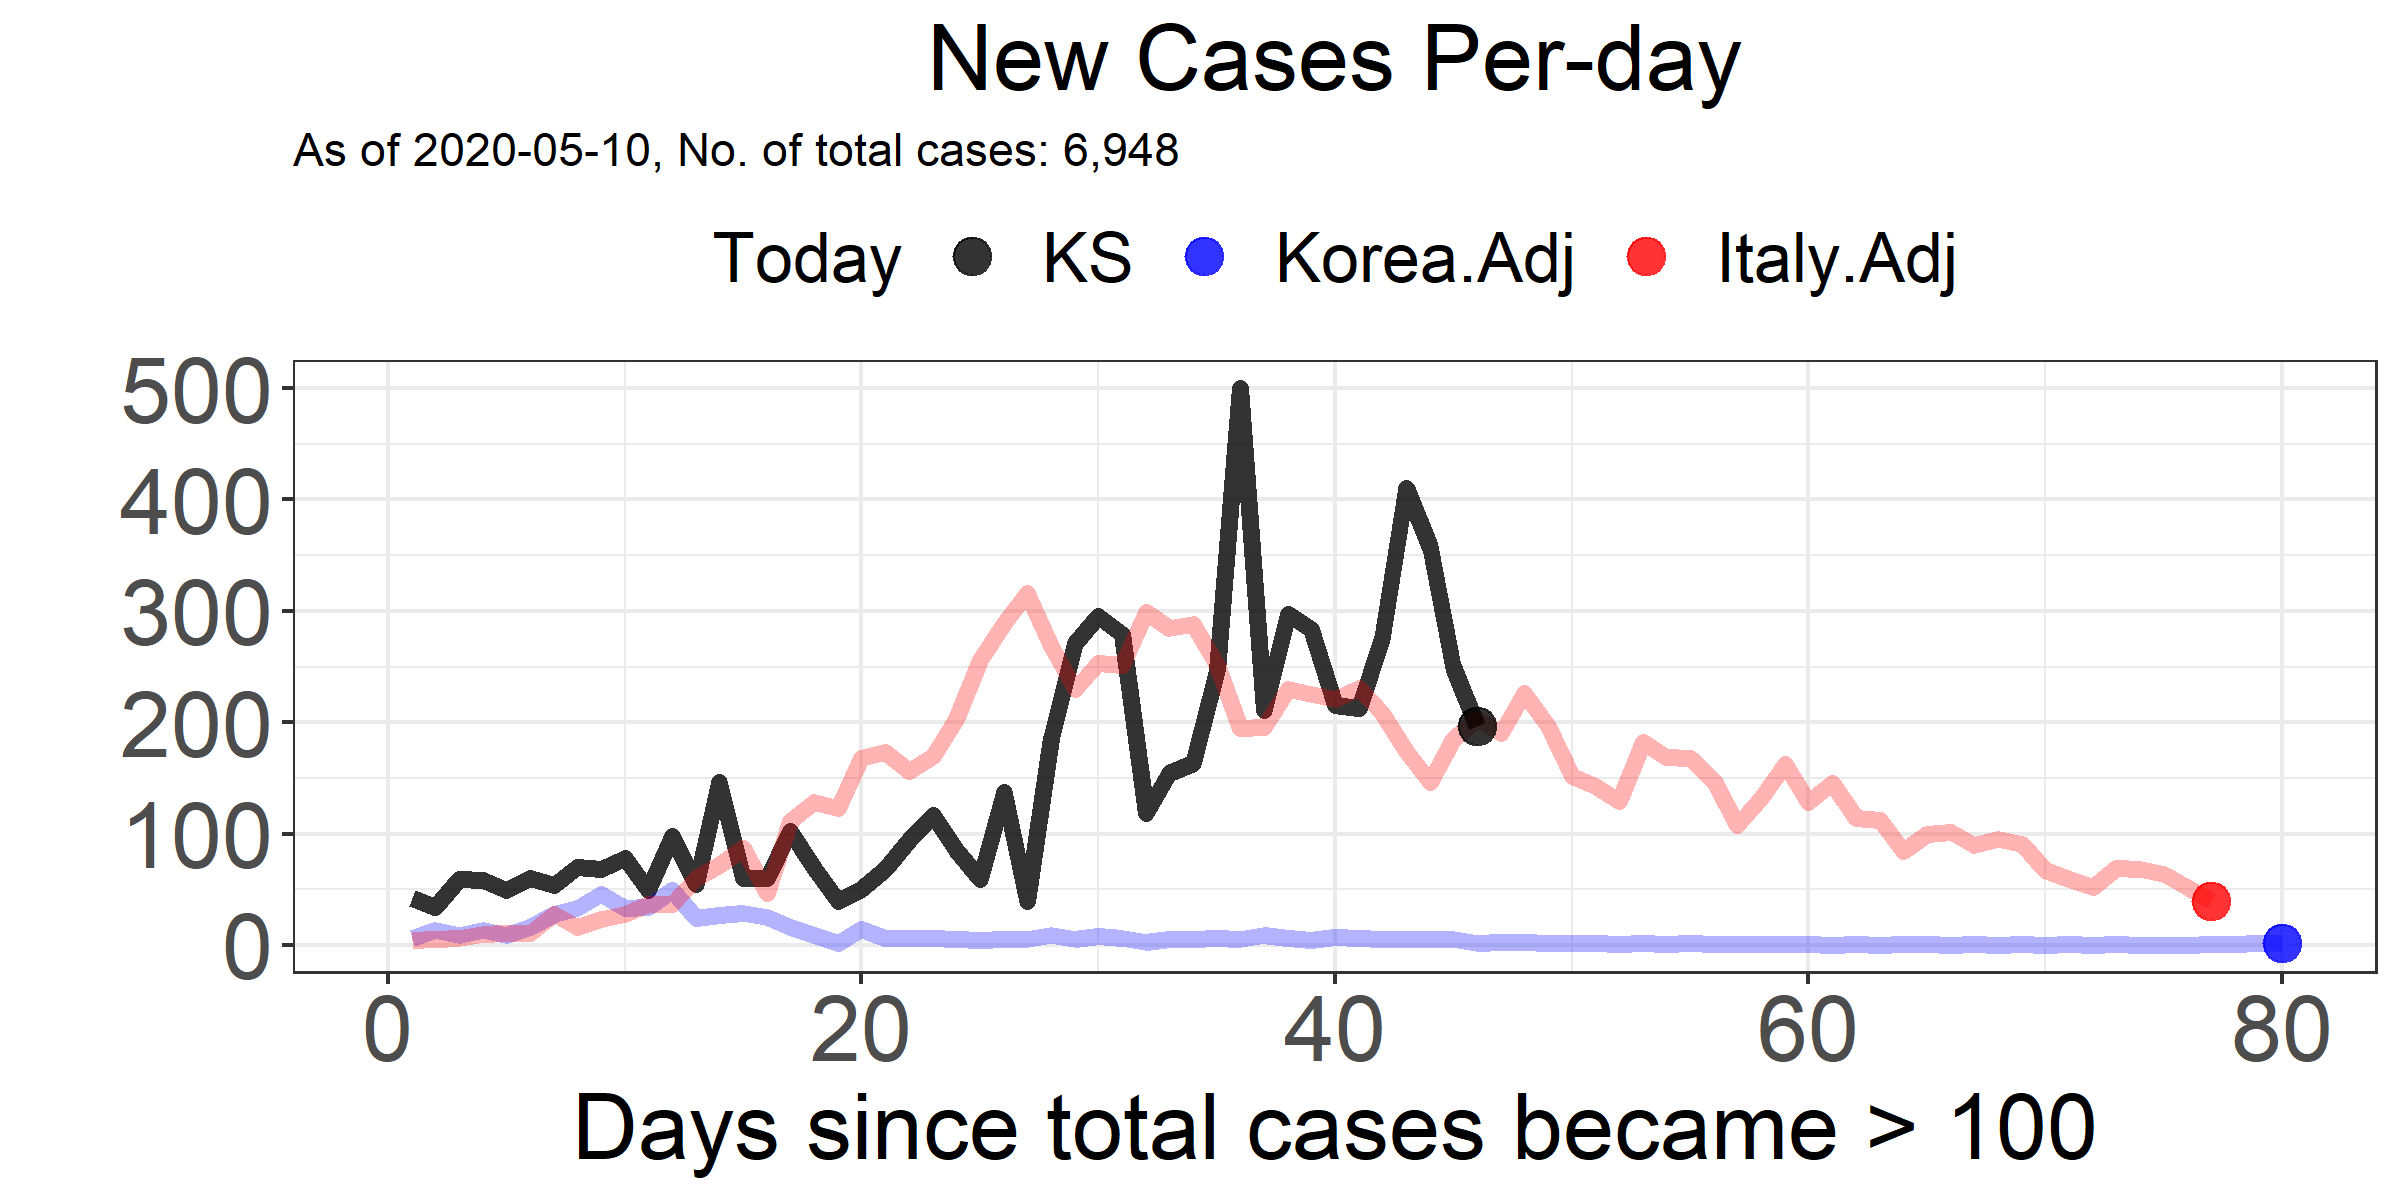 New Cases Per-day
As of 2020-05-10, No. of total cases: 6,948
Today KS Korea.Adj Italy.Adj
500
400
300
200
100
0
0 20 40 60 80
Days since total cases became > 100